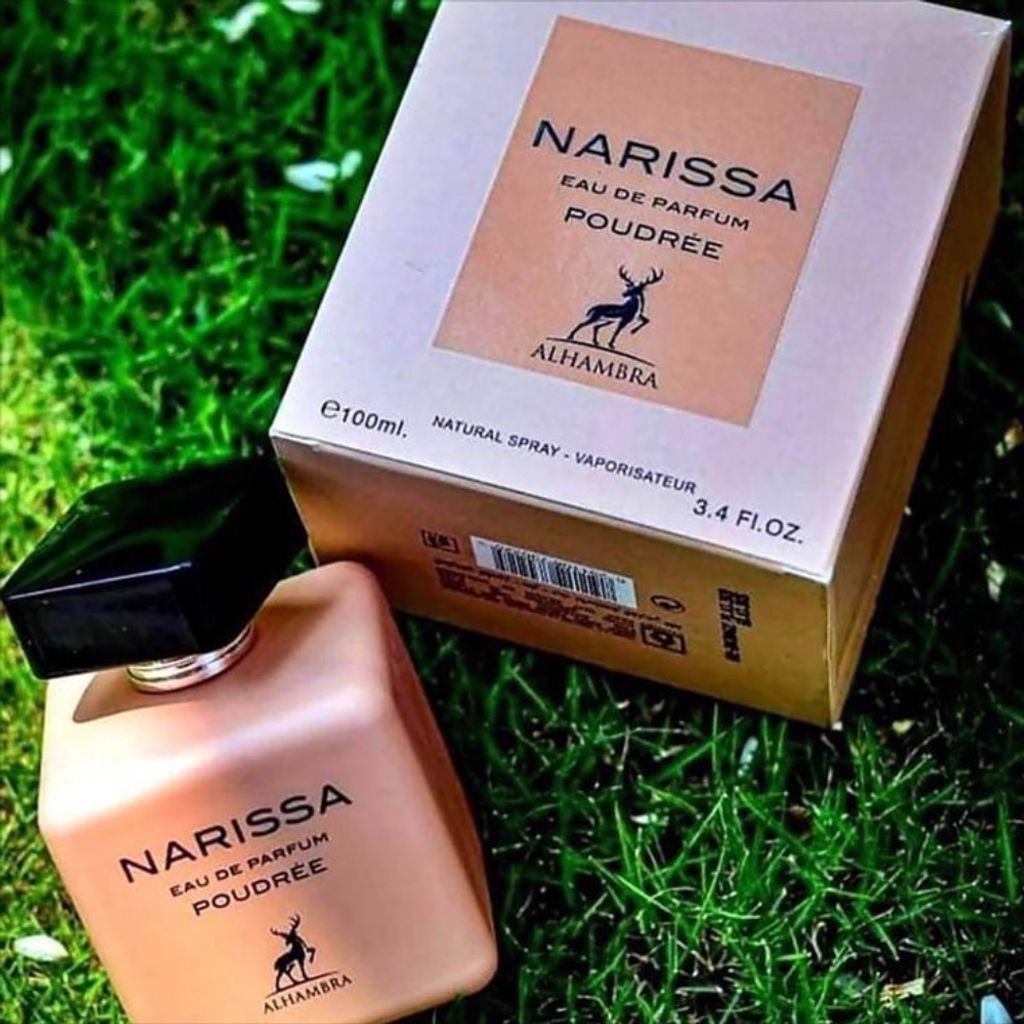 NARISSA
EAU DE PARFUM
POUDRÉE
ALHAMBRA
℮100ml.
NATURAL SPRAY - VAPORISATEUR
3.4 Fl.OZ.
NARISSA
EAU DE PARFUM
POUDRÉE
ALHAMBRA